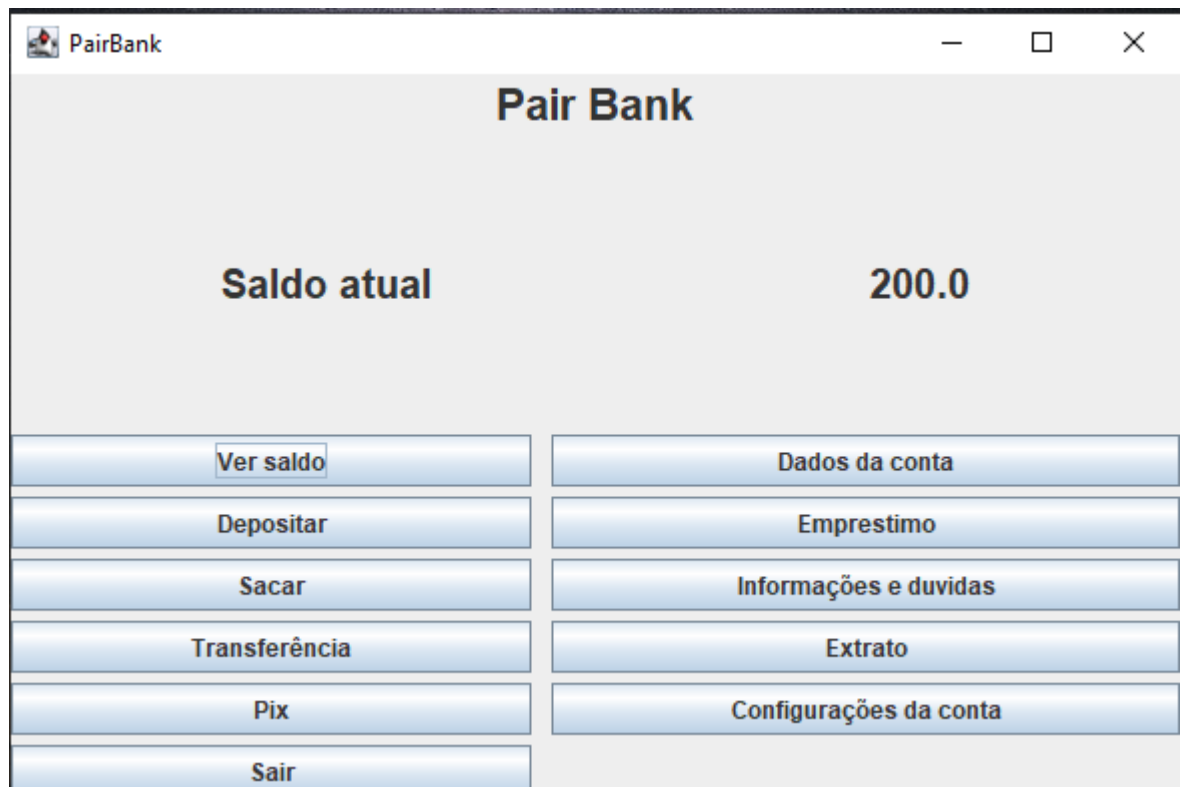 PairBank
Pair Bank
Saldo atual 200.0
Ver saldo Dados da conta
Depositar Emprestimo
Sacar Informações e duvidas
Transferência Extrato
Pix Configurações da conta
Sair